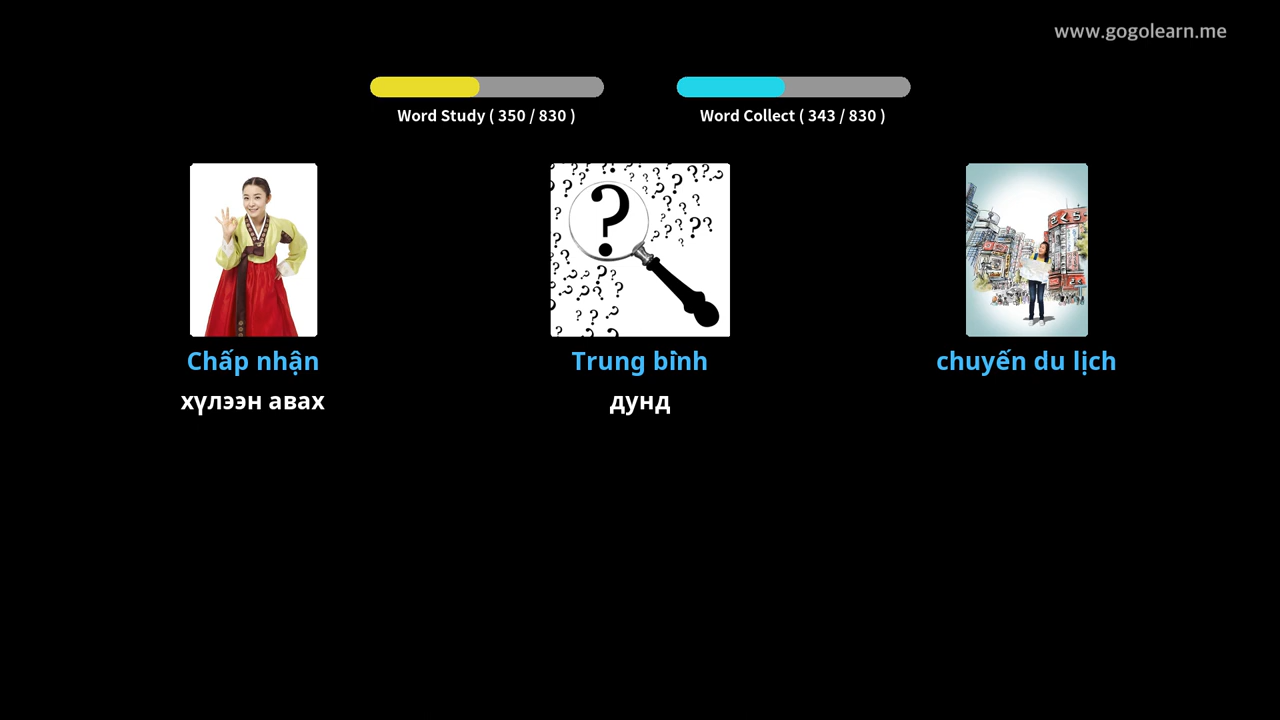 www.gogolearn.me
Word Study ( 350 / 830 )
Word Collect ( 343 / 830 )
Chấp nhận
Trung bình
chuyến du lịch
хүлээн авах
дунд